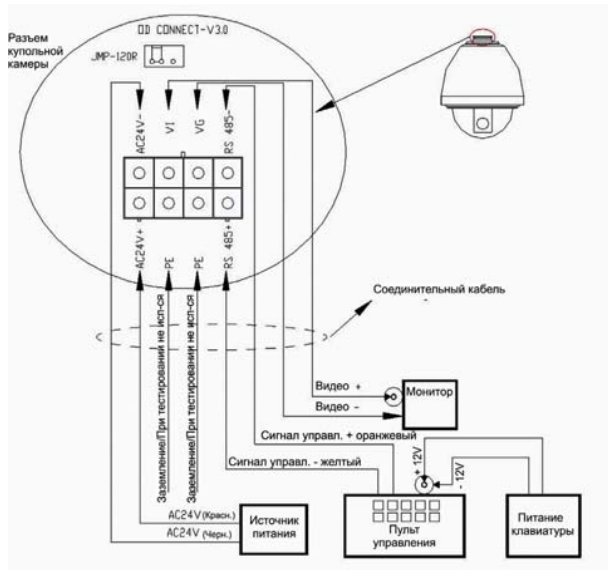 OD CONNECT-V3.0
Разъем
купольной
камеры
JMP-120R
AC24V-
VI
VG
RS 485-
AC24V+
PE
PE
RS 485+
Соединительный кабель
-
Заземление/При тестировании не исп-ся
Заземление/При тестировании не исп-ся
Видео +
Монитор
Видео -
Сигнал управл. + оранжевый
Сигнал управл. - желтый
+ 12V
- 12V
AC24V (Красн.)
AC24V (Черн.)
Источник
питания
Пульт
управления
Питание
клавиатуры